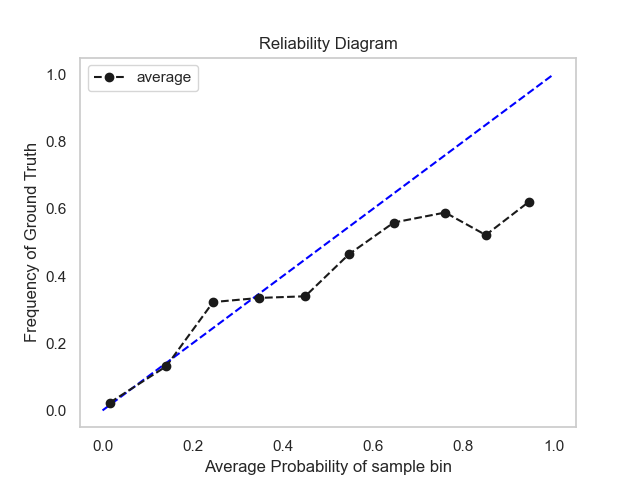 Reliability Diagram
average
Frequency of Ground Truth
1.0
0.8
0.6
0.4
0.2
0.0
0.0 0.2 0.4 0.6 0.8 1.0
Average Probability of sample bin